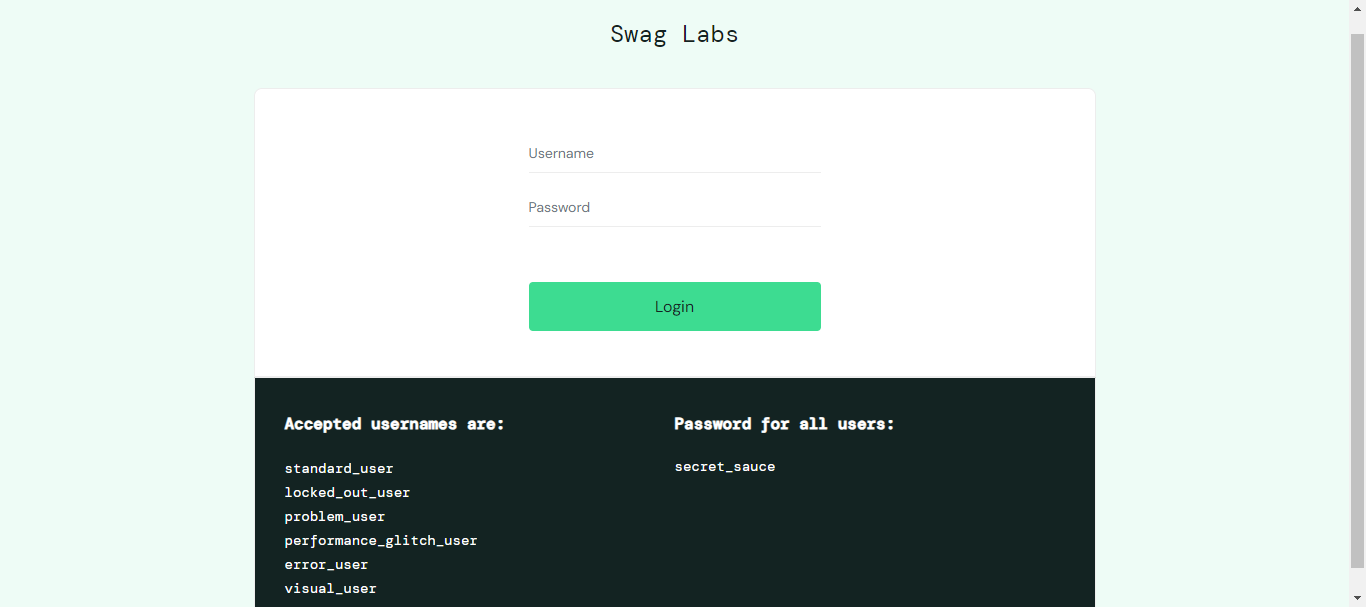 Swag Labs
Username
Password
Login
Accepted usernames are:
standard_user
locked_out_user
problem_user
performance_glitch_user
error_user
visual_user
Password for all users:
secret_sauce